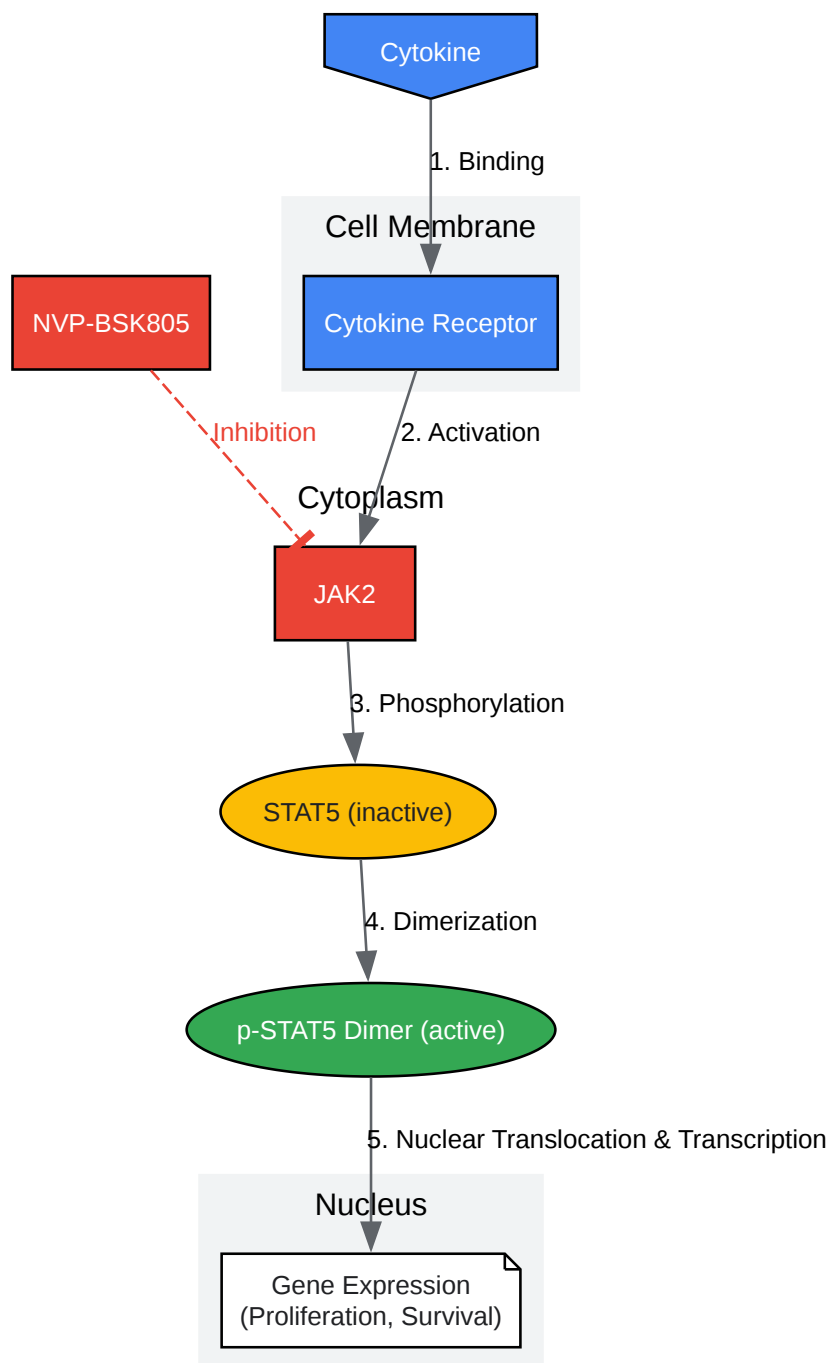 Cytokine
1. Binding
Cell Membrane
NVP-BSK805
Cytokine Receptor
Inhibition
2. Activation
Cytoplasm
JAK2
3. Phosphorylation
STAT5 (inactive)
4. Dimerization
p-STAT5 Dimer (active)
5. Nuclear Translocation & Transcription
Nucleus
Gene Expression
(Proliferation, Survival)